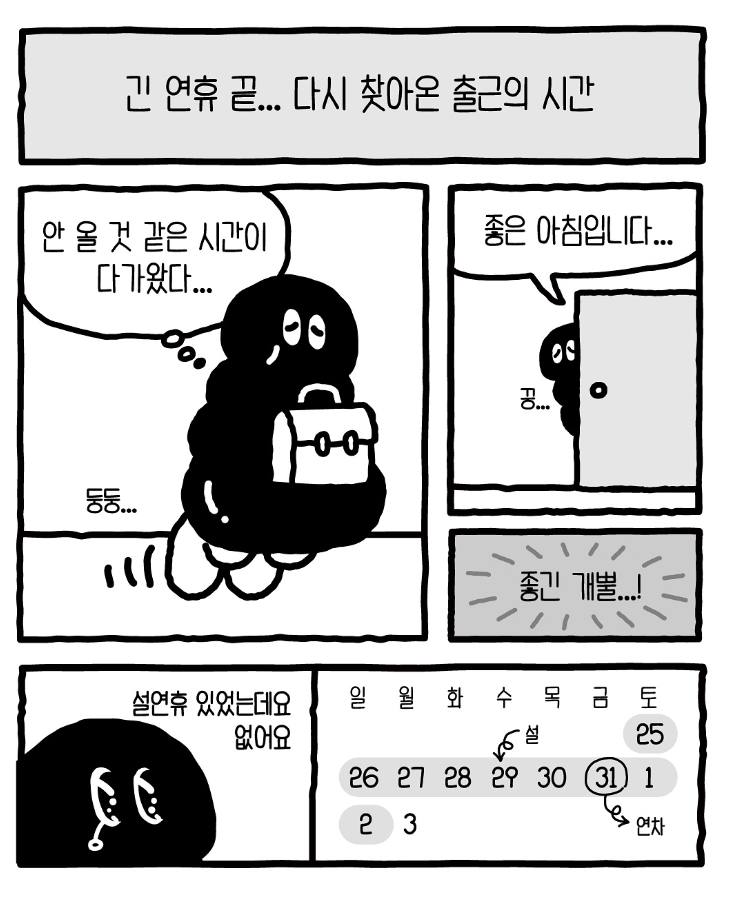 긴 연휴 끝... 다시 찾아온 출근의 시간
안 올 것 같은 시간이
다가왔다...
둥둥...
좋은 아침입니다...
끙...
좋긴 개뿔...!
설연휴 있었는데요
없어요
일 월 화 수 목 금 토
설
25
26 27 28 29 30 31 1
연차
2 3